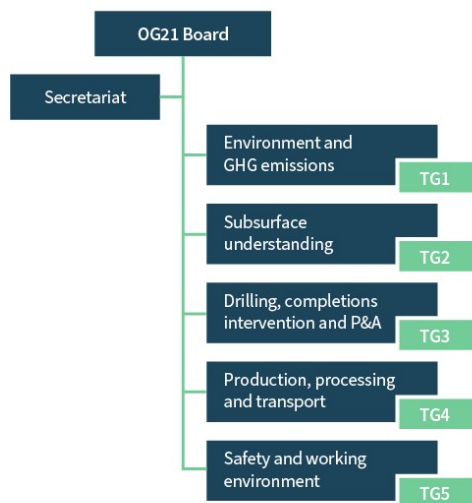 OG21 Board
Secretariat
Environment and
GHG emissions
TG1
Subsurface
understanding
TG2
Drilling, completions
intervention and P&A
TG3
Production, processing
and transport
TG4
Safety and working
environment
TG5